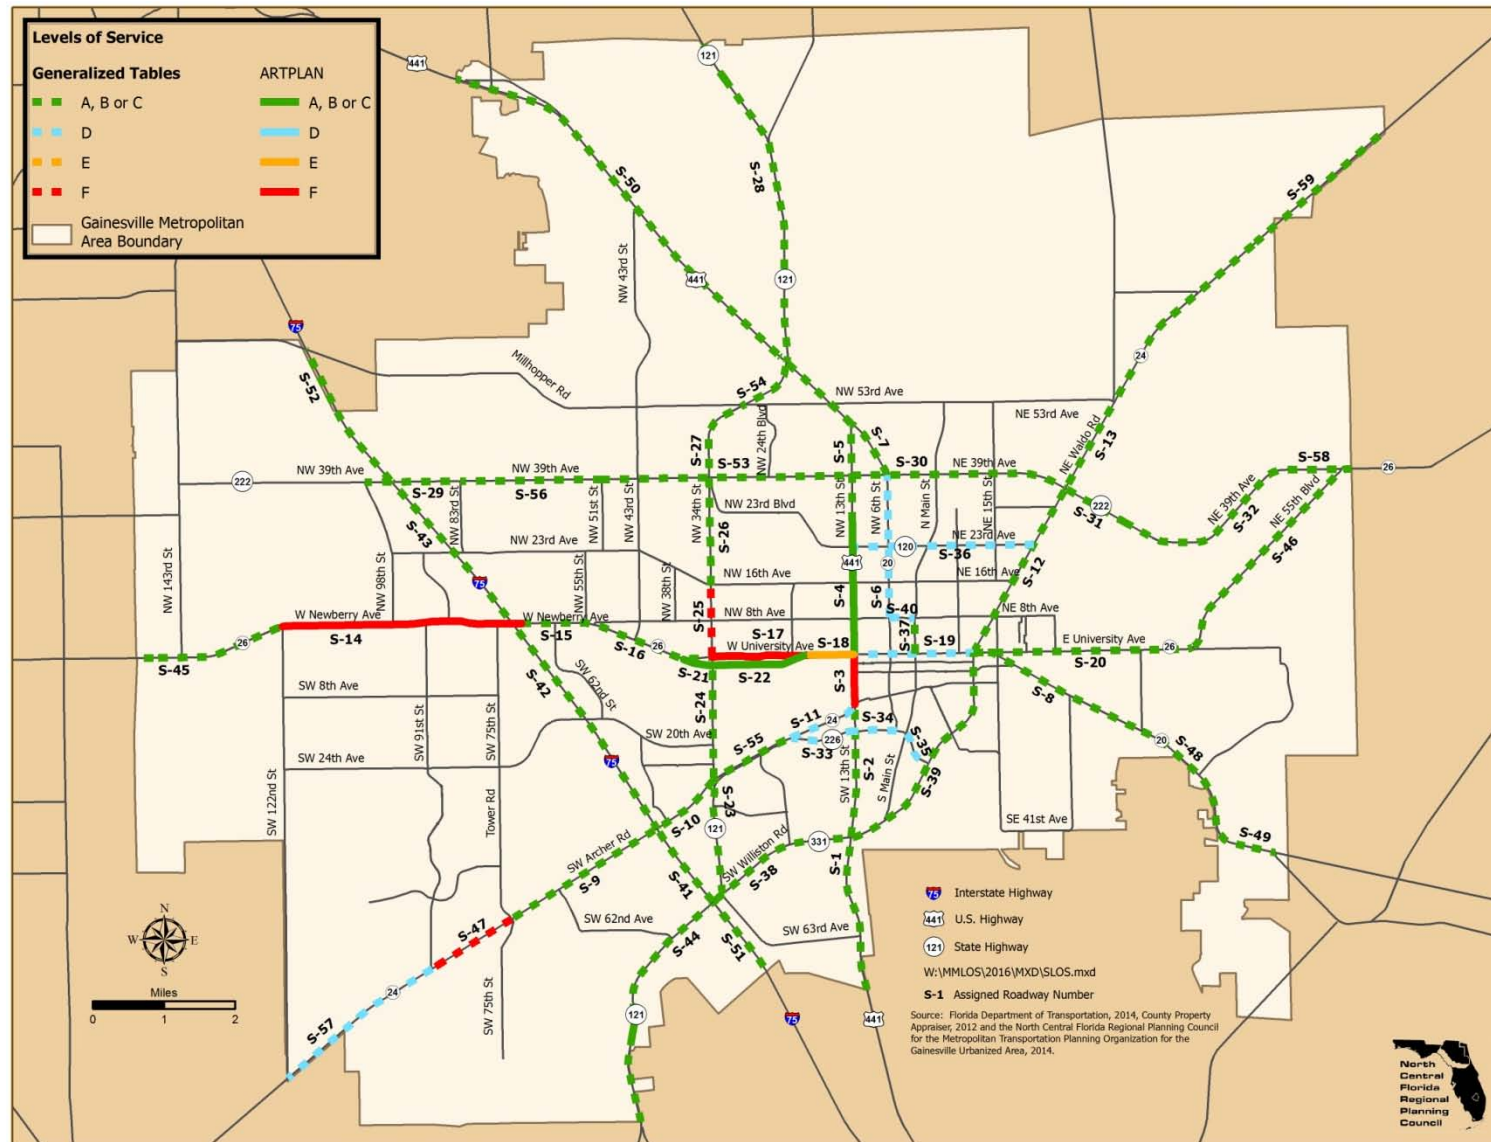 Levels of Service
Generalized Tables
ARTPLAN
A, B or C
A, B or C
D
D
E
E
F
F
Gainesville Metropolitan
Area Boundary
441
121
S-50
S-28
S-59
NW 43rd St
441
121
75
24
S-52
Millhopper Rd
S-54
NW 53rd Ave
NE 53rd Ave
S-27
NW 24th Blvd
S-5
S-7
NE Waldo Rd
S-13
S-58
26
NW 39th Ave
NW 39th Ave
S-53
S-30
NE 39th Ave
222
S-29
S-56
NW 83rd St
NW 51st St
NW 43rd St
NW 34th St
NW 23rd Blvd
NW 13th St
NW 6th St
N Main St
NE 15th St
222
S-31
NE 39th Ave
S-32
NE 55th Blvd
S-46
S-43
S-26
NW 23rd Ave
NE 23rd Ave
120
S-36
441
20
S-12
NW 143rd St
NW 98th St
75
NW 55th St
NW 38th St
NW 16th Ave
NE 16th Ave
S-4
S-6
S-25
W Newberry Ave
W Newberry Ave
NW 8th Ave
S-40
NE 8th Ave
S-14
S-15
S-17
S-37
26
S-16
26
W University Ave
S-18
S-19
E University Ave
26
S-45
S-21
S-22
S-3
S-20
S-42
SW 62nd St
SW 8th Ave
S-24
S-8
SW 91st St
SW 75th St
S-11
24
S-34
SW 20th Ave
226
S-33
S-35
20
S-48
S-55
SW 24th Ave
75
SW 13th St
S-2
S Main St
S-39
SW 122nd St
Tower Rd
S-23
S-10
121
SW Archer Rd
SW Williston Rd
331
SE 41st Ave
S-49
S-9
S-38
S-1
S-41
SW 62nd Ave
S-47
S-44
S-51
SW 63rd Ave
24
SW 75th St
S-57
121
75
441
N
W
E
S
Miles
0
1
2
75
Interstate Highway
441
U.S. Highway
121
State Highway
W:\MMLOS\2016\MXD\SLOS.mxd
S-1 Assigned Roadway Number
Source: Florida Department of Transportation, 2014, County Property
Appraiser, 2012 and the North Central Florida Regional Planning Council
for the Metropolitan Transportation Planning Organization for the
Gainesville Urbanized Area, 2014.
North
Central
Florida
Regional
Planning
Council